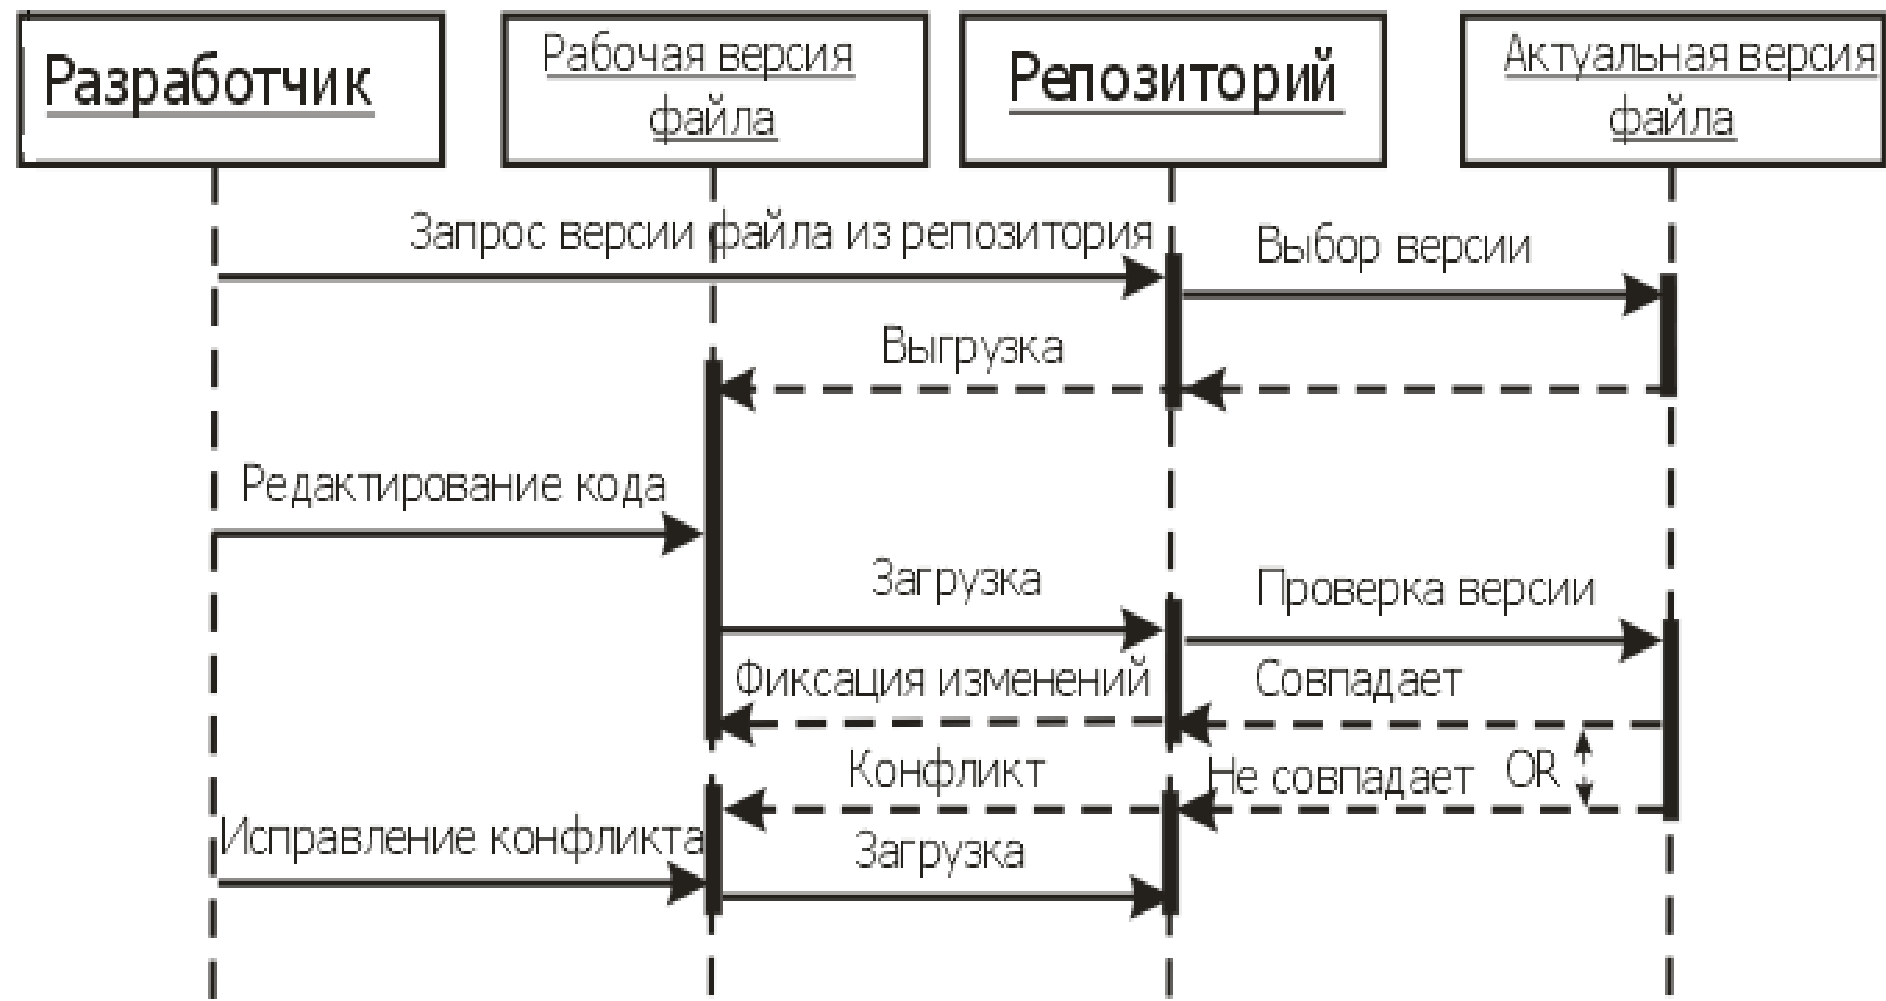 Разработчик
Рабочая версия
файла
Репозиторий
Актуальная версия
файла
Запрос версии файла из репозитория
Выбор версии
Выгрузка
Редактирование кода
Загрузка
Проверка версии
Фиксация изменений
Совпадает
Конфликт
Не совпадает
OR
Исправление конфликта
Загрузка